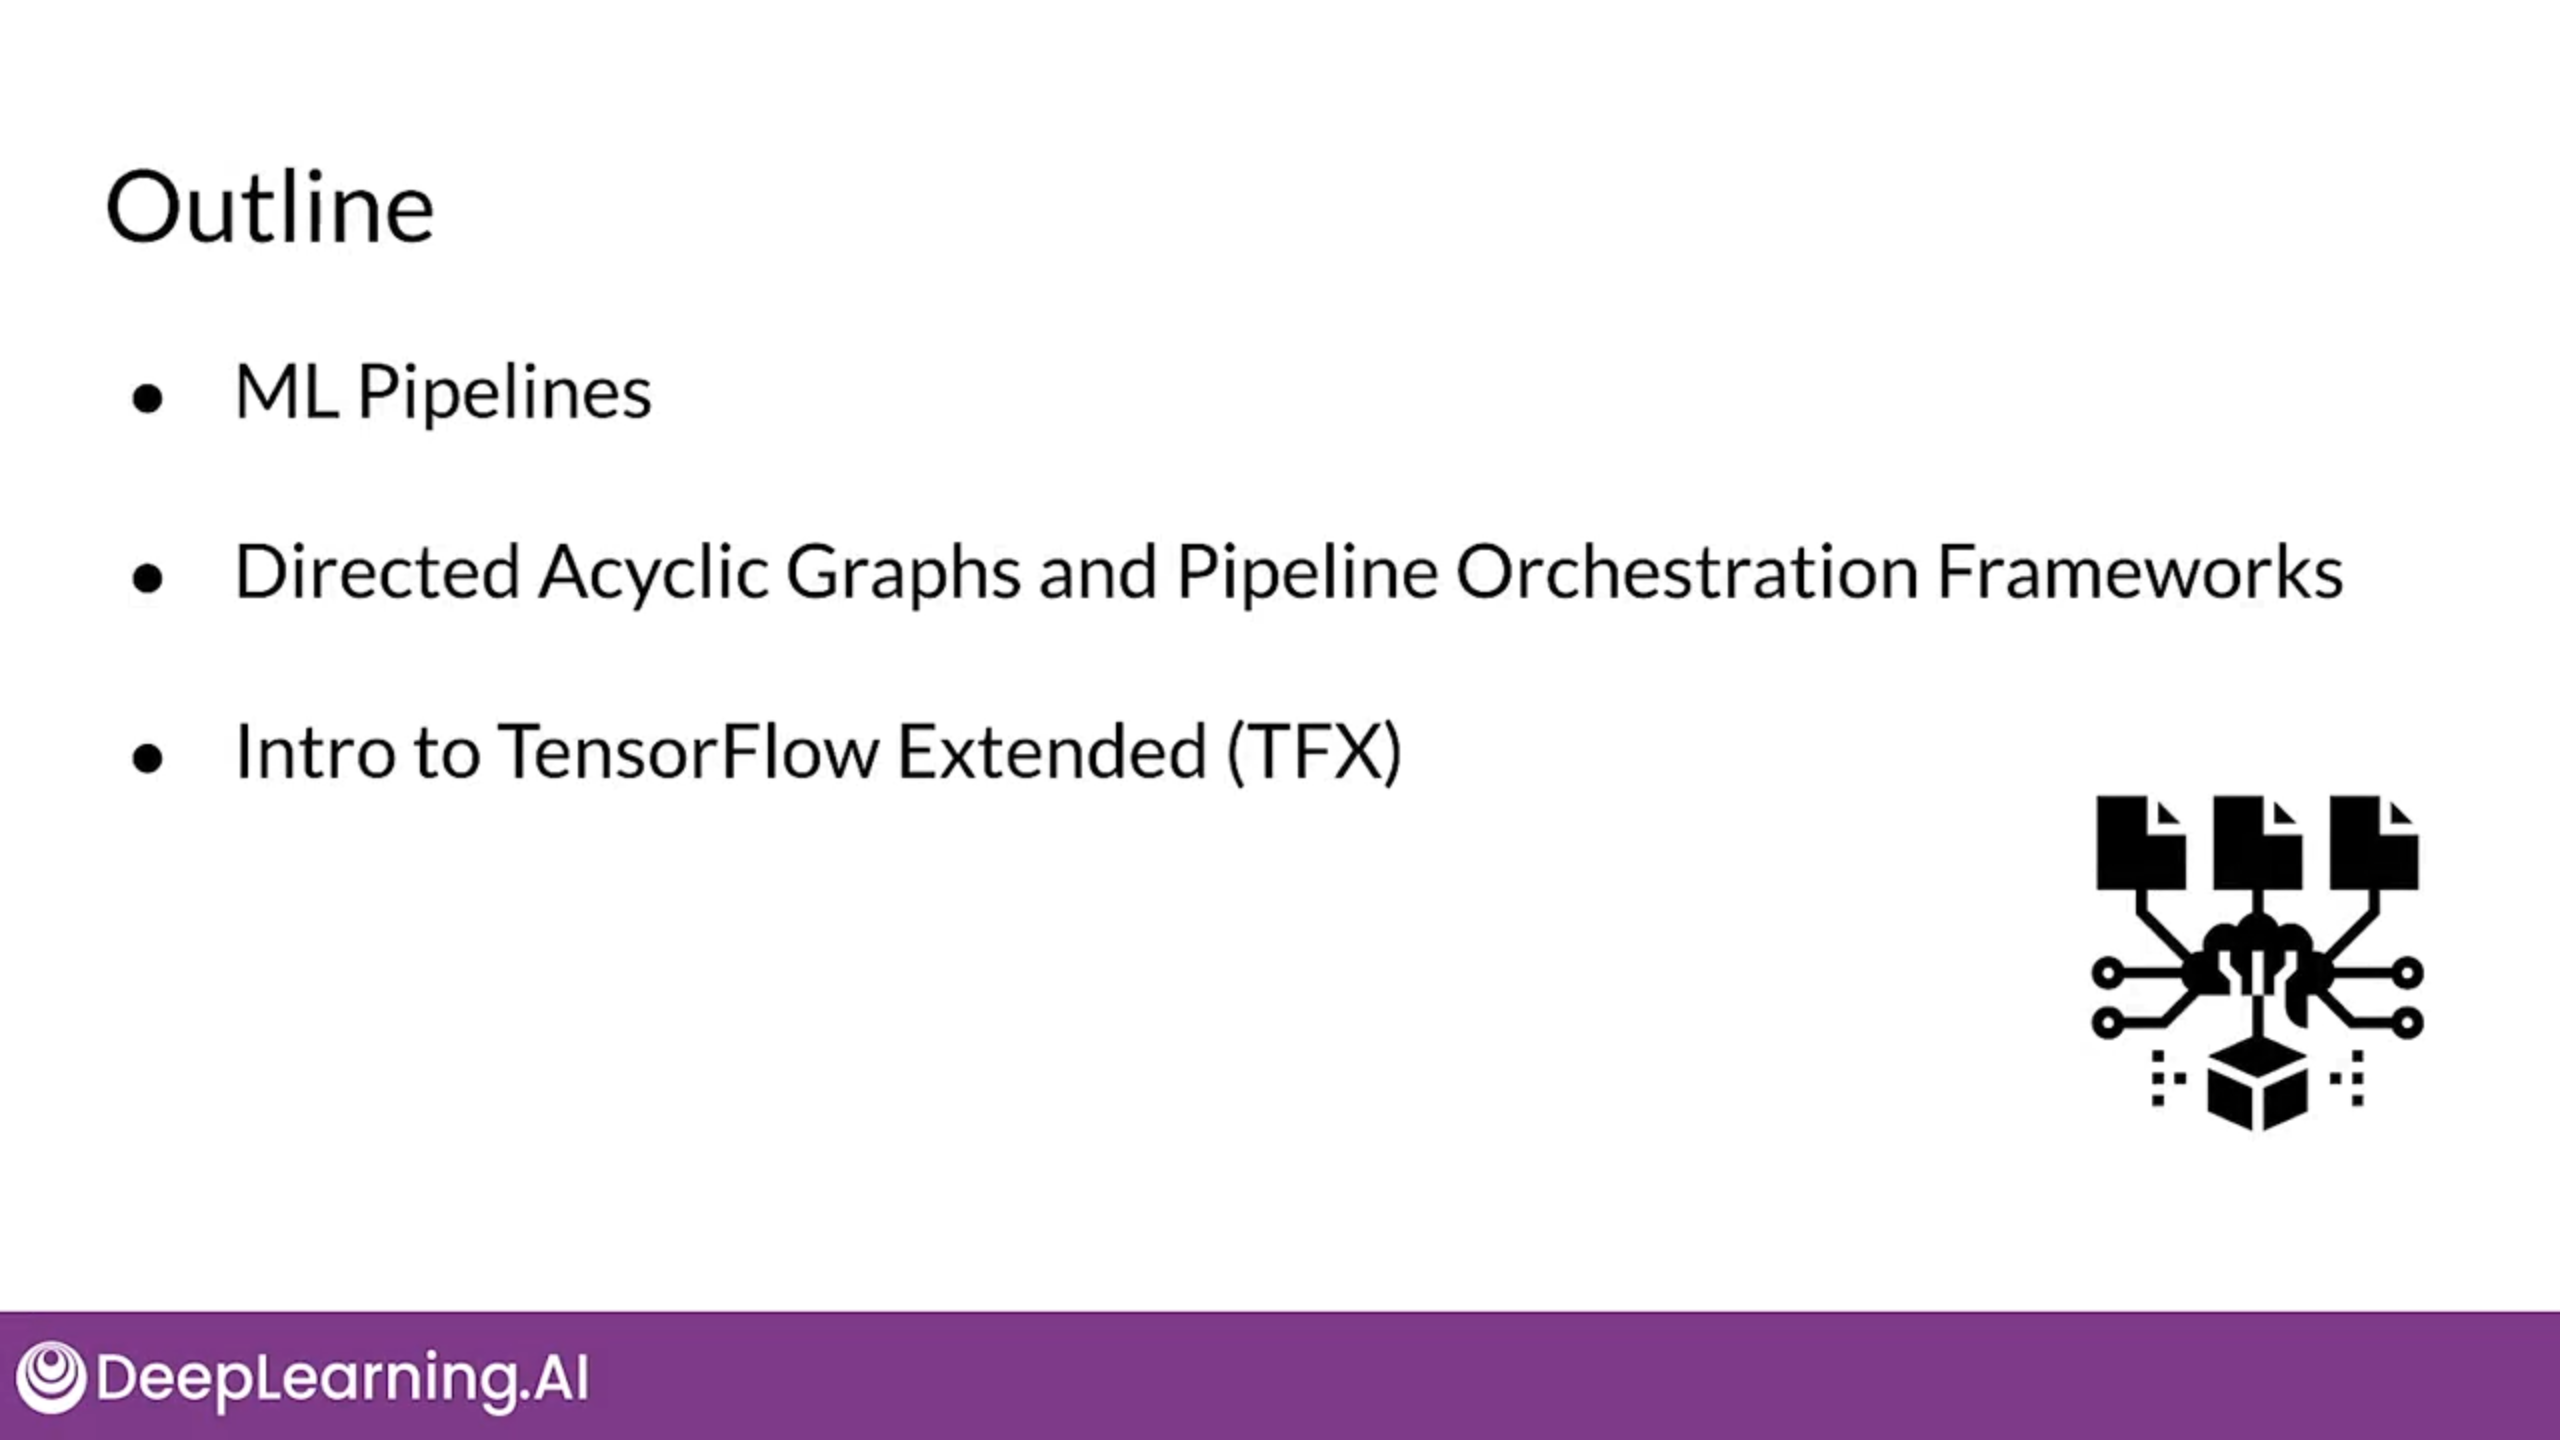 Outline
● ML Pipelines
● Directed Acyclic Graphs and Pipeline Orchestration Frameworks
● Intro to TensorFlow Extended (TFX)
DeepLearning.AI